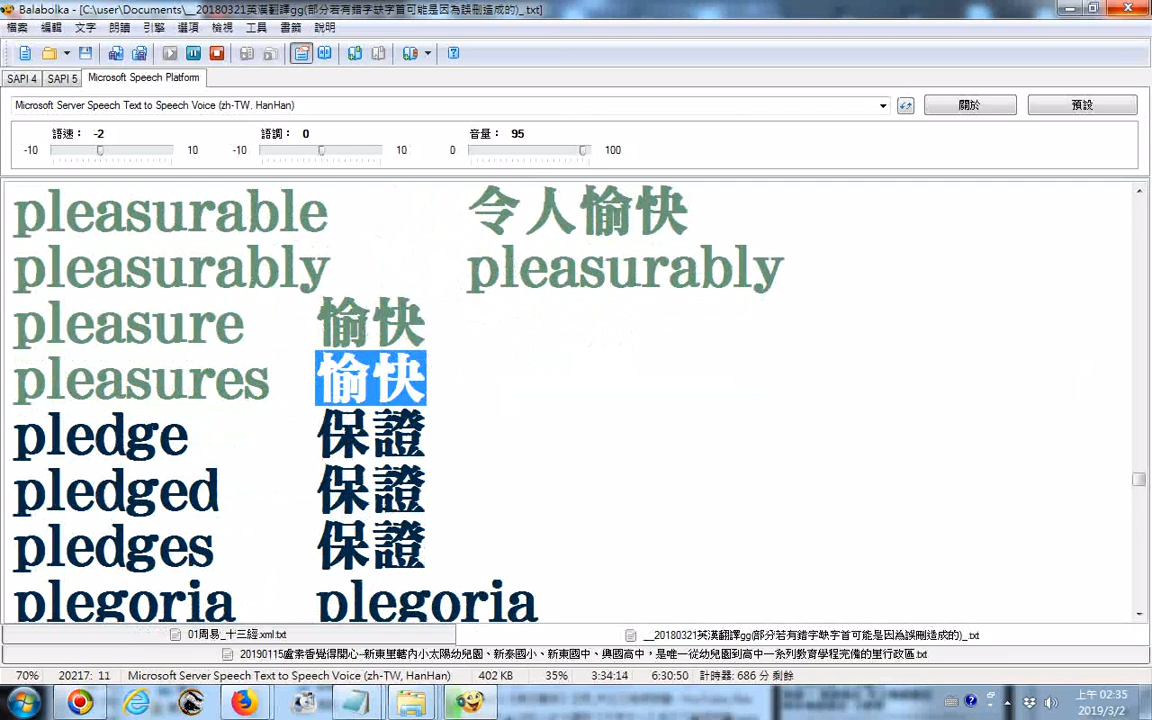 Balabolka - [C:\user\Documents\__20180321英漢翻譯gg(部分若有錯字缺字首可能是因為誤刪造成的)_.txt]
檔案 編輯 文字 朗讀 引擎 選項 檢視 工具 書籤 說明
SAPI 4 SAPI 5 Microsoft Speech Platform
Microsoft Server Speech Text to Speech Voice (zh-TW, HanHan) 關於 預設
語速： -2 語調： 0 音量： 95
-10 10 -10 10 0 100
pleasurable 令人愉快
pleasurably pleasurably
pleasure 愉快
pleasures 愉快
pledge 保證
pledged 保證
pledges 保證
plegoria plegoria
01周易_十三經.xml.txt __20180321英漢翻譯gg(部分若有錯字缺字首可能是因為誤刪造成的)_.txt
20190115盧素香覺得開心--新東里轄內小太陽幼兒園、新泰國小、新東國中、興國高中，是唯一從幼兒園到高中一系列教育學程完備的里行政區.txt
70% 20217: 11 Microsoft Server Speech Text to Speech Voice (zh-TW, HanHan) 402 KB 35% 3:34:14 6:30:50 計時器: 686 分 剩餘
上午 02:35
2019/3/2